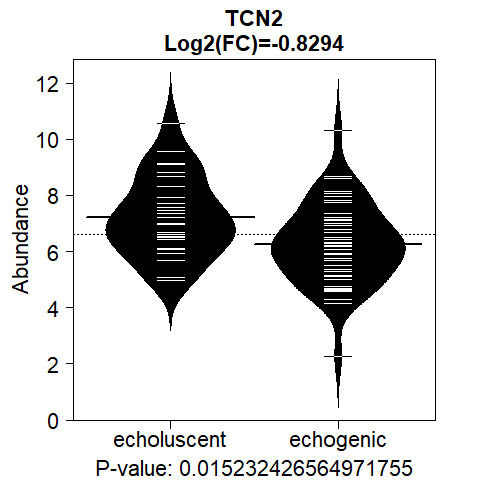 TCN2
Log2(FC)=-0.8294
Abundance
12
10
8
6
4
2
0
echoluscent echogenic
P-value: 0.015232426564971755